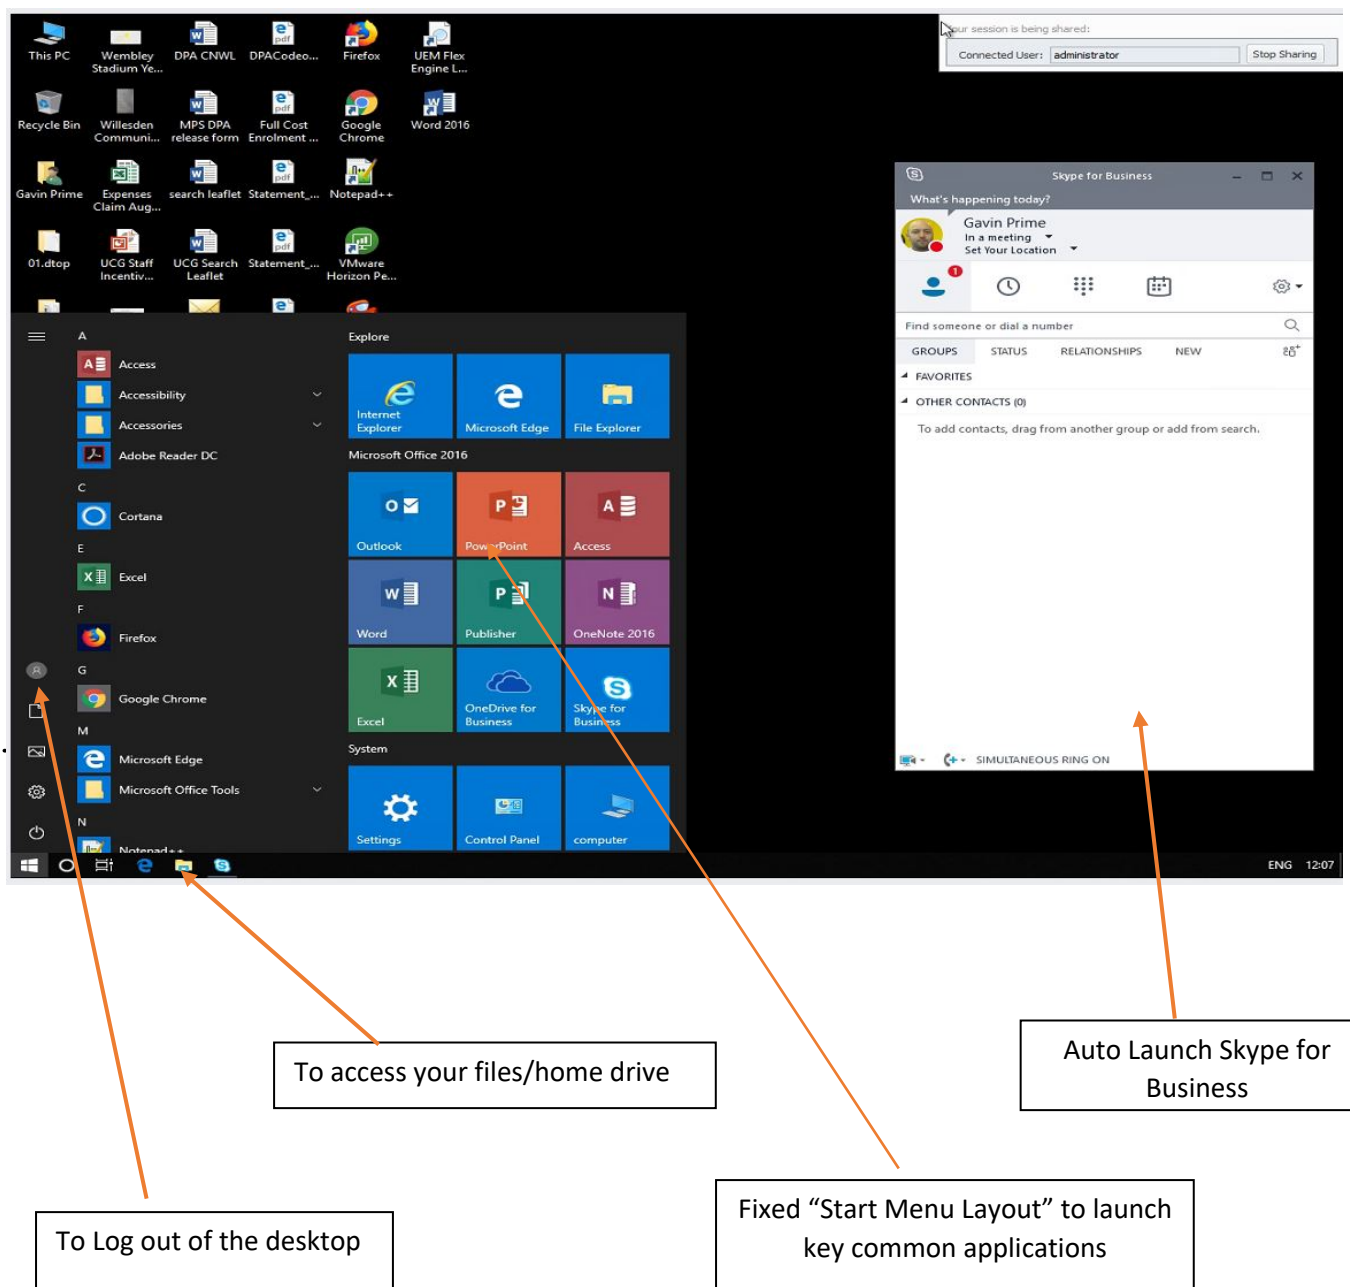 Your session is being shared:
Connected User: administrator Stop Sharing
This PC
Wembley
Stadium Ye...
DPA CNWL
DPACodeo...
Firefox
UEM Flex
Engine L...
Recycle Bin
Willesden
Communi...
MPS DPA
release form
Full Cost
Enrolment ...
Google
Chrome
Word 2016
Gavin Prime
Expenses
Claim Aug...
search leaflet
Statement_...
Notepad++
01.dtop
UCG Staff
Incentiv...
UCG Search
Leaflet
Statement_...
VMware
Horizon Pe...
Skype for Business
What's happening today?
Gavin Prime
In a meeting
Set Your Location
1
Find someone or dial a number
GROUPS STATUS RELATIONSHIPS NEW
FAVORITES
OTHER CONTACTS (0)
To add contacts, drag from another group or add from search.
SIMULTANEOUS RING ON
A
Access
Accessibility
Accessories
Adobe Reader DC
C
Cortana
E
Excel
F
Firefox
G
Google Chrome
M
Microsoft Edge
Microsoft Office Tools
N
Notepad++
Explore
Internet
Explorer
Microsoft Edge
File Explorer
Microsoft Office 2016
Outlook
PowerPoint
Access
Word
Publisher
OneNote 2016
Excel
OneDrive for
Business
Skype for
Business
System
Settings
Control Panel
computer
ENG 12:07
To access your files/home drive
Auto Launch Skype for
Business
To Log out of the desktop
Fixed “Start Menu Layout” to launch
key common applications